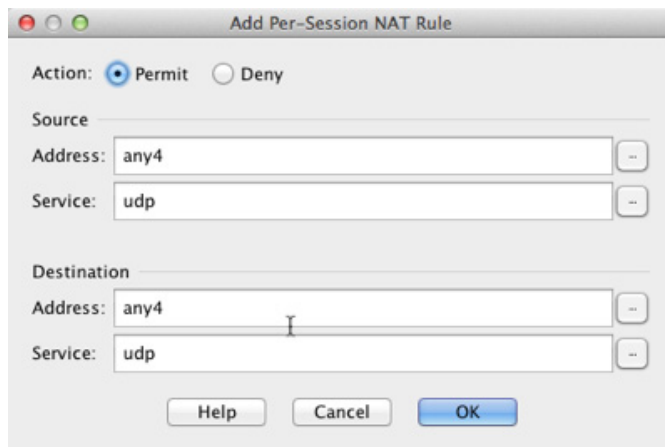 Add Per-Session NAT Rule
Action: Permit Deny
Source
Address: any4 ...
Service: udp ...
Destination
Address: any4 ...
Service: udp ...
Help Cancel OK